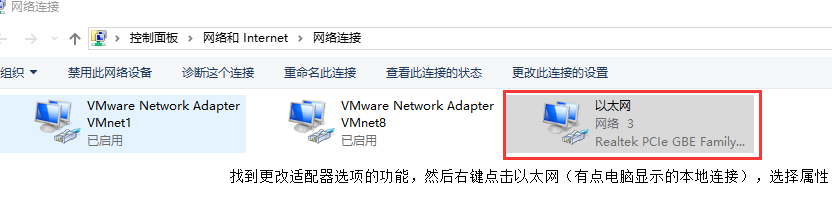 网络连接
控制面板 网络和 Internet 网络连接
组织 禁用此网络设备 诊断这个连接 重命名此连接 查看此连接的状态 更改此连接的设置
VMware Network Adapter
VMnet1
已启用
VMware Network Adapter
VMnet8
已启用
以太网
网络 3
Realtek PCIe GBE Family...
找到更改适配器选项的功能，然后右键点击以太网（有点电脑显示的本地连接），选择属性